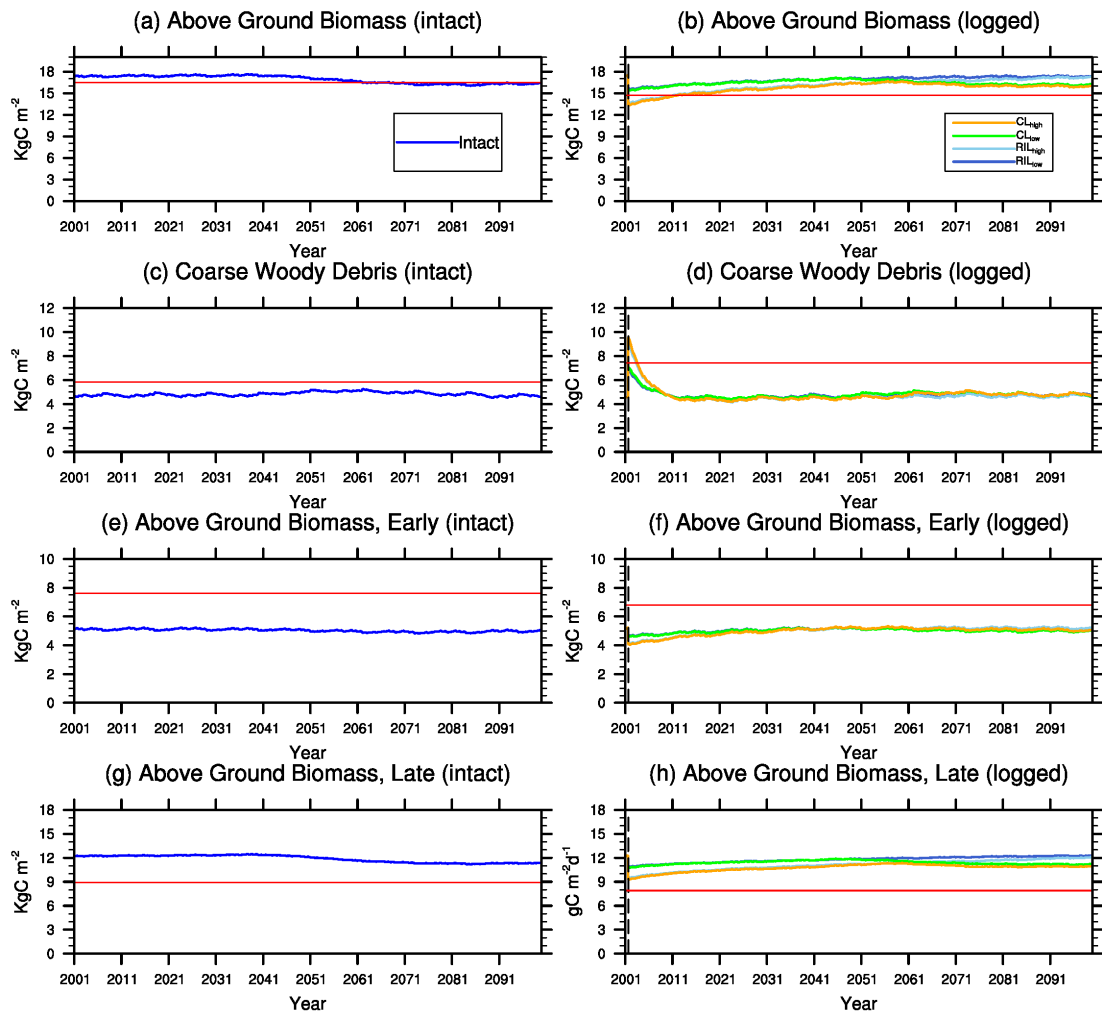 (a) Above Ground Biomass (intact)
KgC m⁻²
18
15
12
9
6
3
0
Intact
2001 2011 2021 2031 2041 2051 2061 2071 2081 2091
Year
(b) Above Ground Biomass (logged)
KgC m⁻²
18
15
12
9
6
3
0
CLhigh
CLlow
RILhigh
RILlow
2001 2011 2021 2031 2041 2051 2061 2071 2081 2091
Year
(c) Coarse Woody Debris (intact)
KgC m⁻²
12
10
8
6
4
2
0
2001 2011 2021 2031 2041 2051 2061 2071 2081 2091
Year
(d) Coarse Woody Debris (logged)
KgC m⁻²
12
10
8
6
4
2
0
2001 2011 2021 2031 2041 2051 2061 2071 2081 2091
Year
(e) Above Ground Biomass, Early (intact)
KgC m⁻²
10
8
6
4
2
0
2001 2011 2021 2031 2041 2051 2061 2071 2081 2091
Year
(f) Above Ground Biomass, Early (logged)
KgC m⁻²
10
8
6
4
2
0
2001 2011 2021 2031 2041 2051 2061 2071 2081 2091
Year
(g) Above Ground Biomass, Late (intact)
KgC m⁻²
18
15
12
9
6
3
0
2001 2011 2021 2031 2041 2051 2061 2071 2081 2091
Year
(h) Above Ground Biomass, Late (logged)
gC m⁻²d⁻¹
18
15
12
9
6
3
0
2001 2011 2021 2031 2041 2051 2061 2071 2081 2091
Year